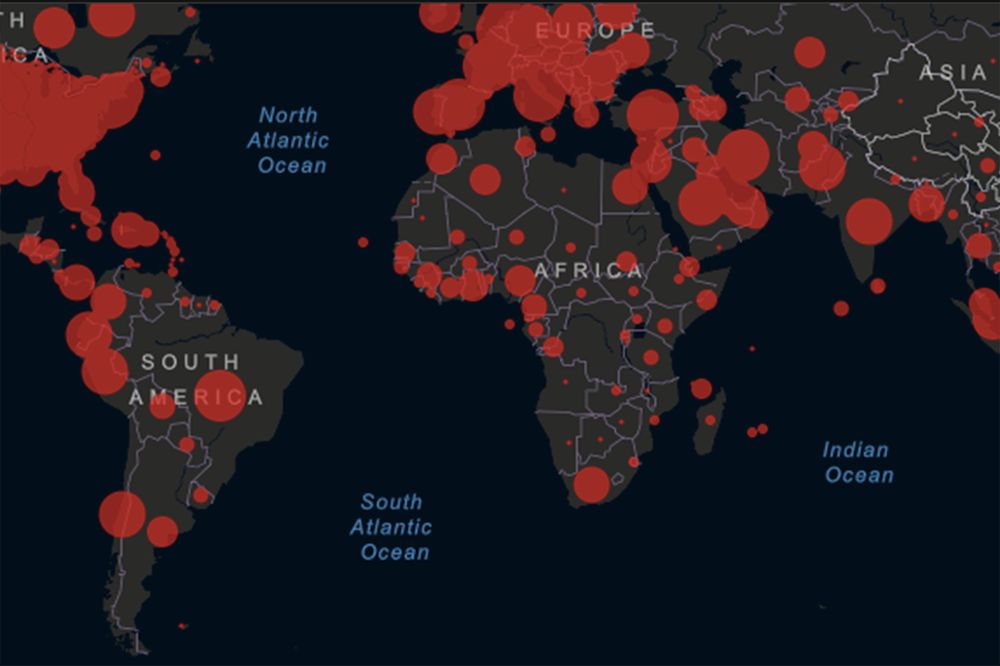 TH
ICA
EUROPE
ASIA
North
Atlantic
Ocean
AFRICA
SOUTH
AMERICA
Indian
Ocean
South
Atlantic
Ocean